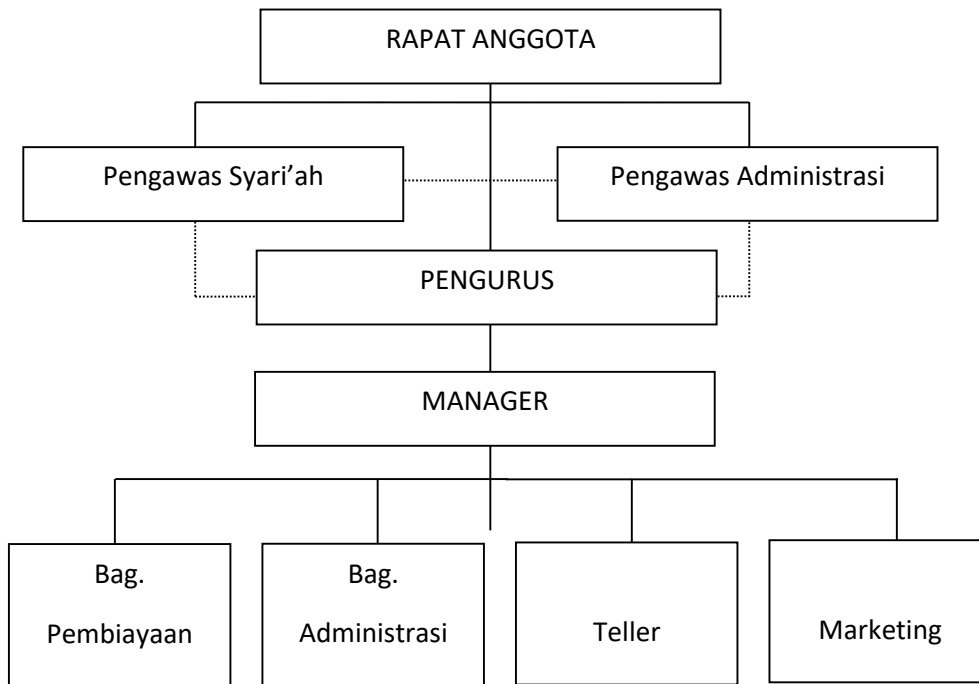 RAPAT ANGGOTA
Pengawas Syari’ah
Pengawas Administrasi
PENGURUS
MANAGER
Bag.
Pembiayaan
Bag.
Administrasi
Teller
Marketing